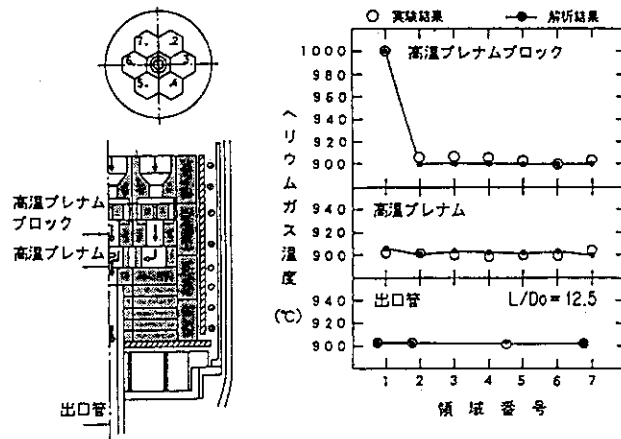 ○ 実験結果 ―●― 解析結果
1
2
3
4
5
6
高温プレナム
ブロック
高温プレナム
出口管
ヘリウムガス温度
(℃)
高温プレナムブロック
1000
980
960
940
920
900
高温プレナム
940
920
900
出口管 L/Do=12.5
940
920
900
1 2 3 4 5 6 7
領域番号